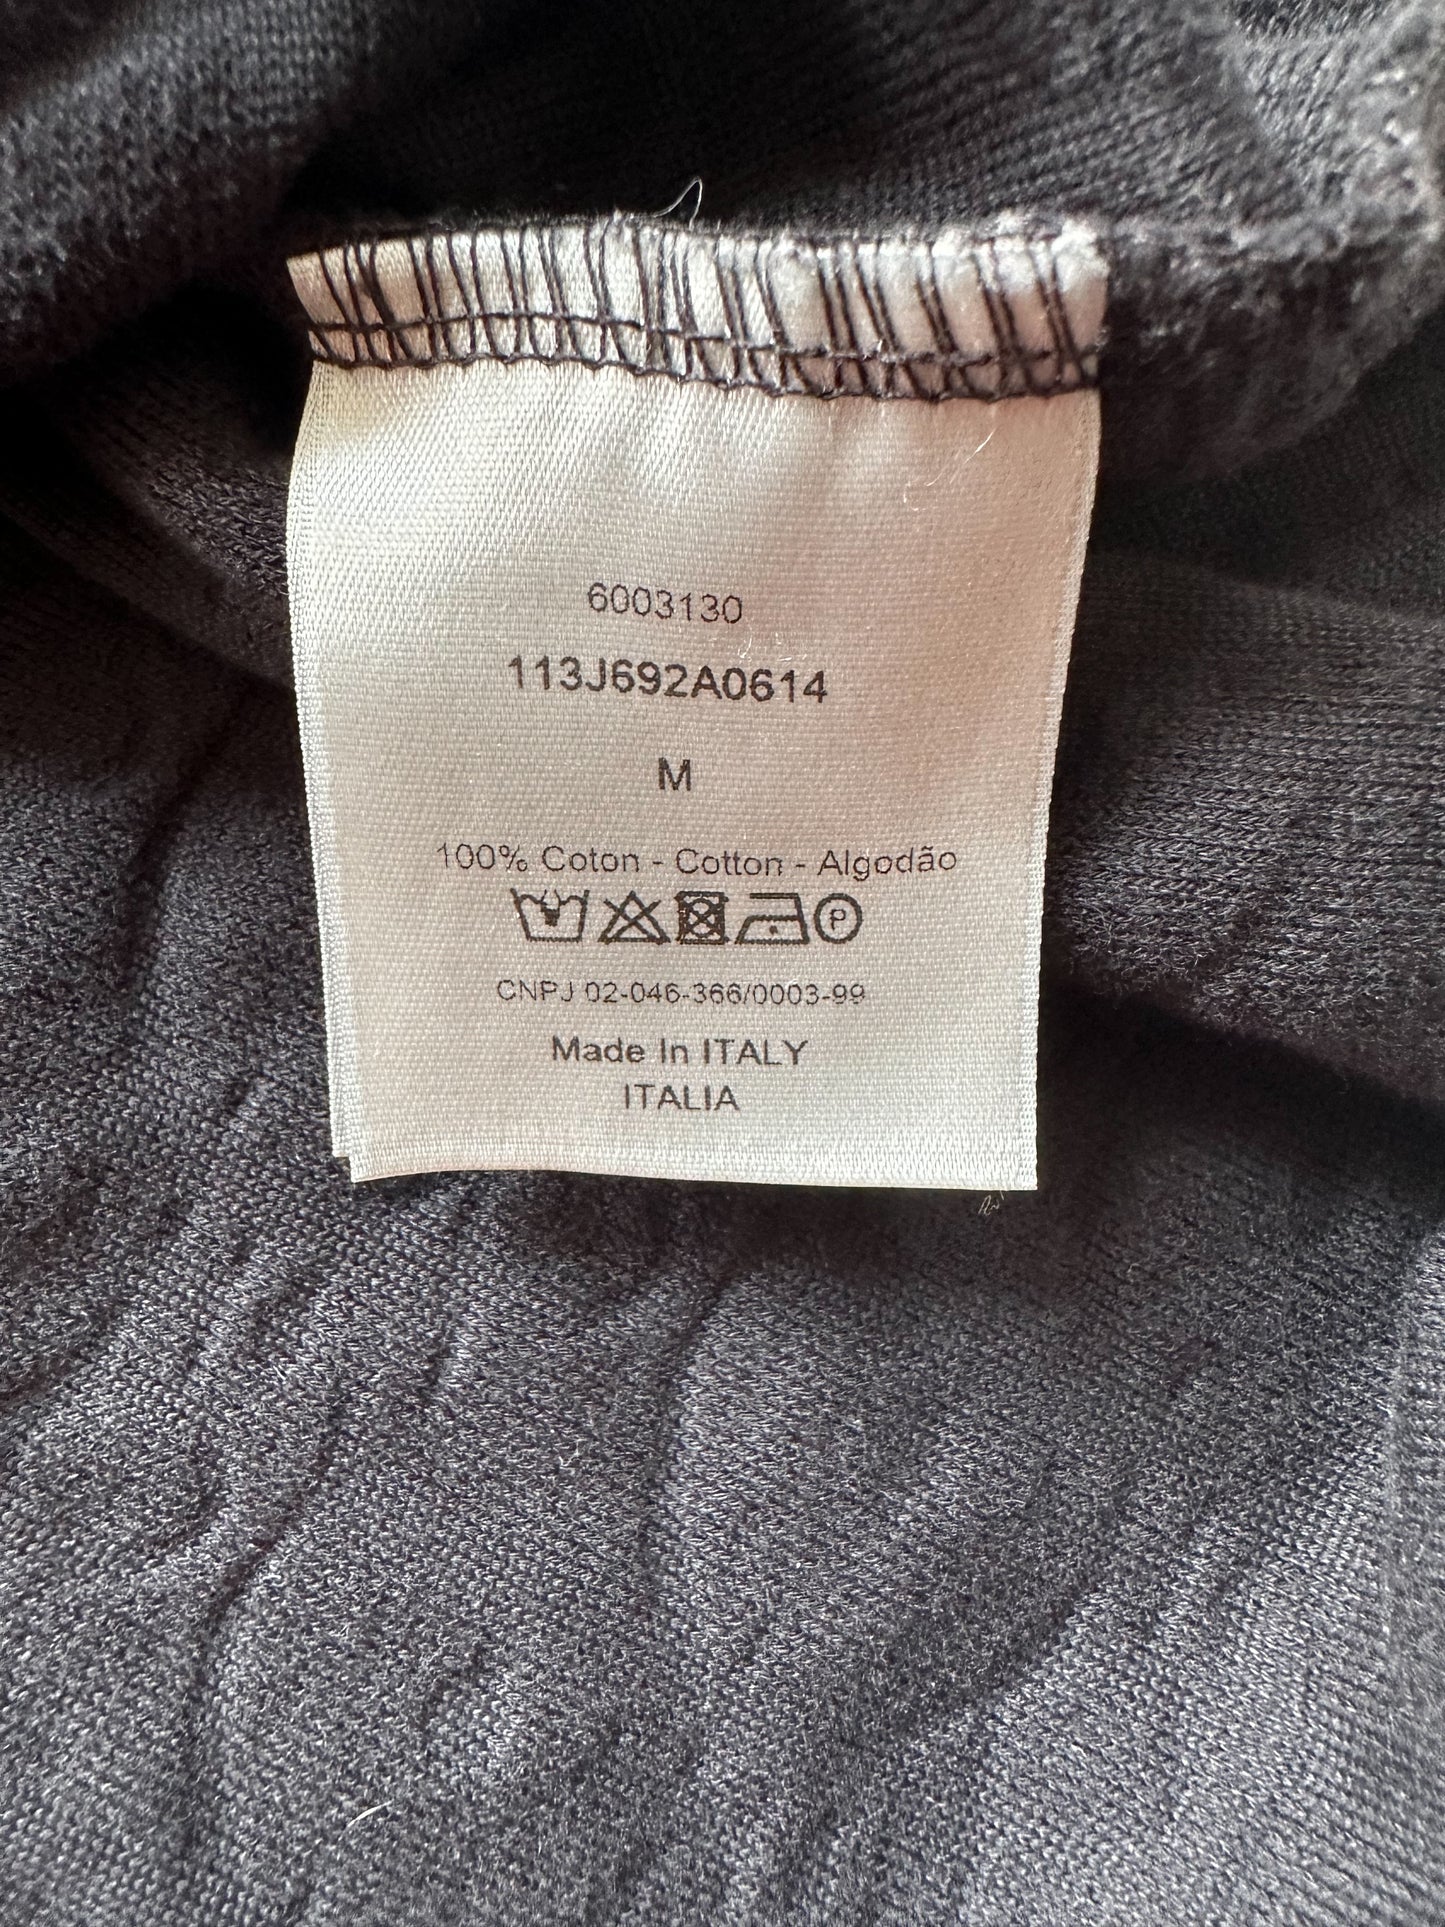 6003130
113J692A0614
M
100% Coton - Cotton - Algodão
P
CNPJ 02-046-366/0003-99
Made In ITALY
ITALIA